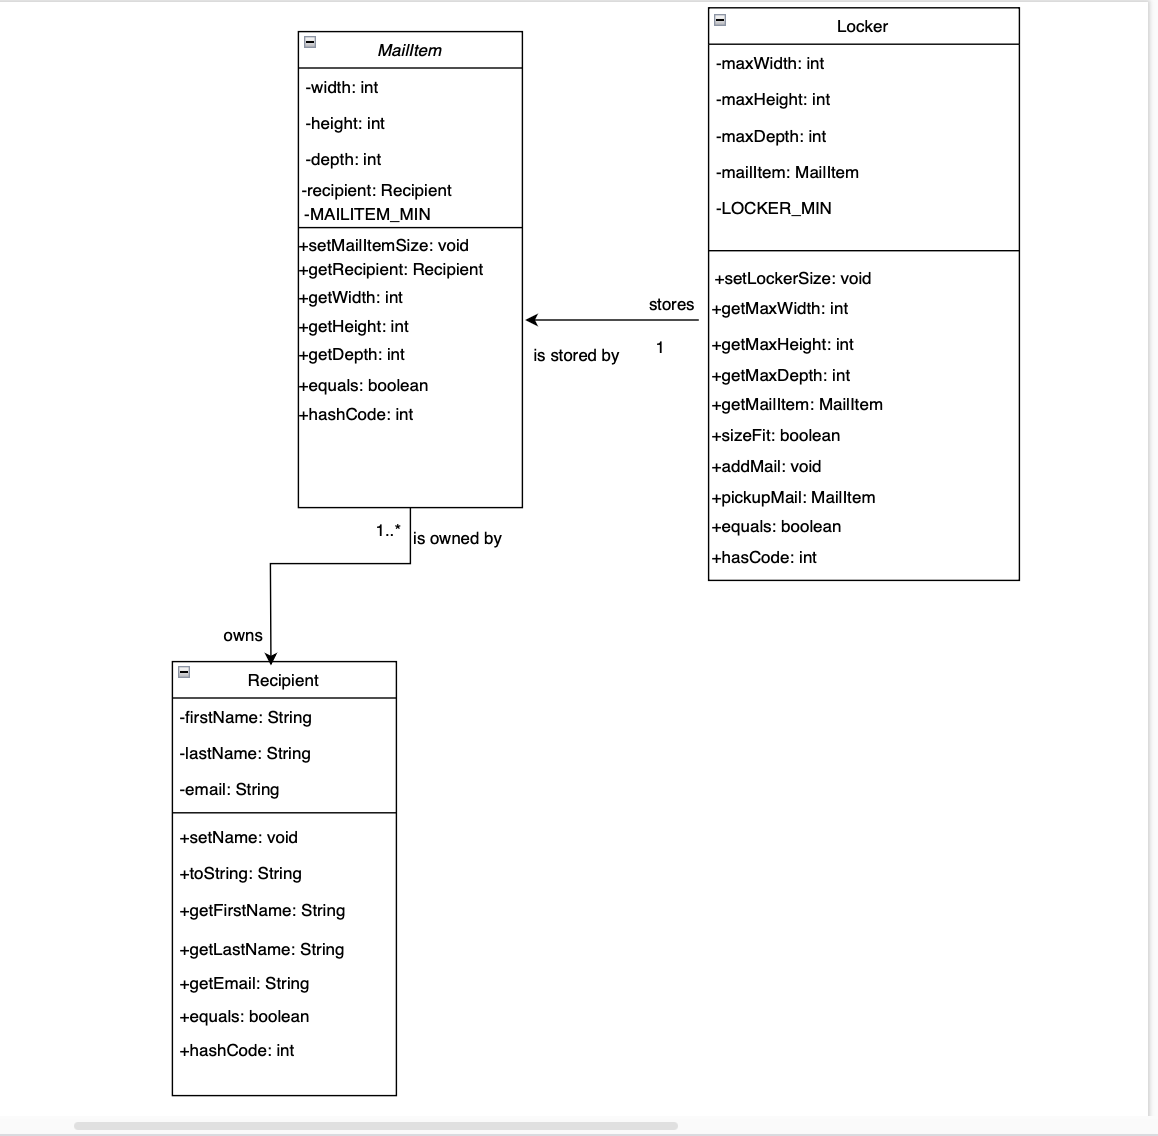 MailItem
-width: int
-height: int
-depth: int
-recipient: Recipient
-MAILITEM_MIN
+setMailItemSize: void
+getRecipient: Recipient
+getWidth: int
+getHeight: int
+getDepth: int
+equals: boolean
+hashCode: int
Locker
-maxWidth: int
-maxHeight: int
-maxDepth: int
-mailItem: MailItem
-LOCKER_MIN
+setLockerSize: void
+getMaxWidth: int
+getMaxHeight: int
+getMaxDepth: int
+getMailItem: MailItem
+sizeFit: boolean
+addMail: void
+pickupMail: MailItem
+equals: boolean
+hasCode: int
stores
is stored by
1
1..*
is owned by
owns
Recipient
-firstName: String
-lastName: String
-email: String
+setName: void
+toString: String
+getFirstName: String
+getLastName: String
+getEmail: String
+equals: boolean
+hashCode: int